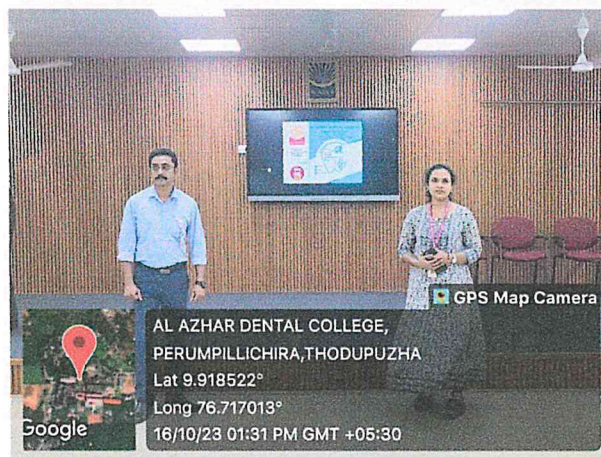 GPS Map Camera
AL AZHAR DENTAL COLLEGE,
PERUMPILLICHIRA,THODUPUZHA
Lat 9.918522°
Long 76.717013°
16/10/23 01:31 PM GMT +05:30
Google